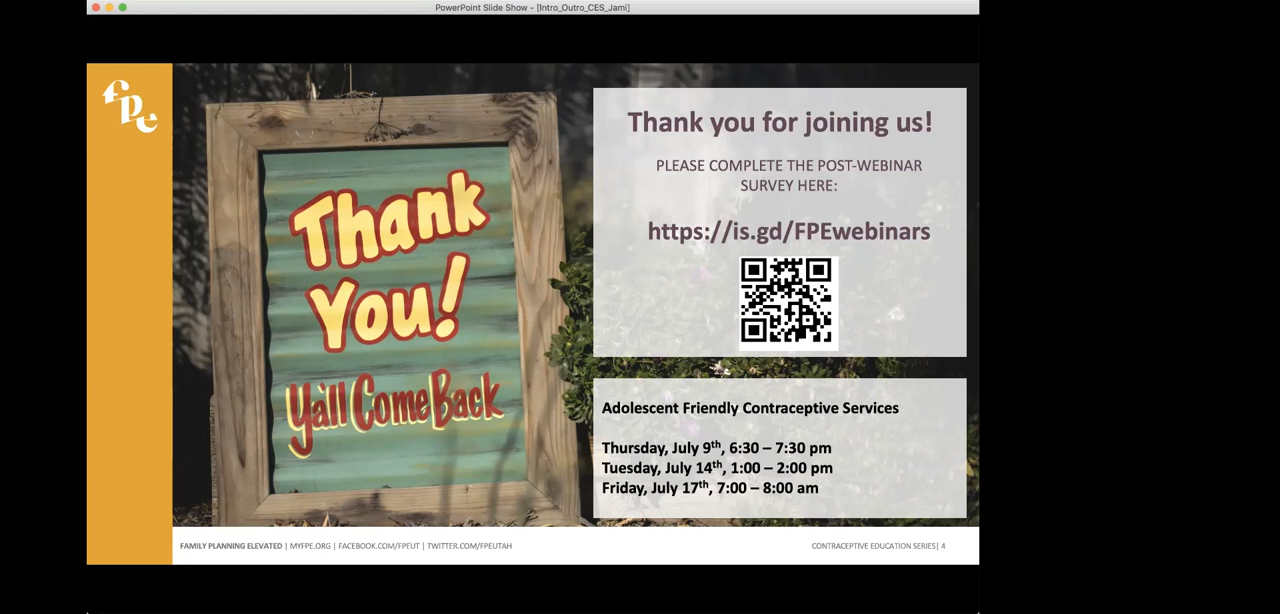 PowerPoint Slide Show - [Intro_Outro_CES_Jami]
fpe
Thank
You!
Y'all Come Back
Thank you for joining us!
PLEASE COMPLETE THE POST-WEBINAR
SURVEY HERE:
https://is.gd/FPEwebinars
Adolescent Friendly Contraceptive Services
Thursday, July 9th, 6:30 – 7:30 pm
Tuesday, July 14th, 1:00 – 2:00 pm
Friday, July 17th, 7:00 – 8:00 am
FAMILY PLANNING ELEVATED | MYFPE.ORG | FACEBOOK.COM/FPEUT | TWITTER.COM/FPEUTAH
CONTRACEPTIVE EDUCATION SERIES| 4